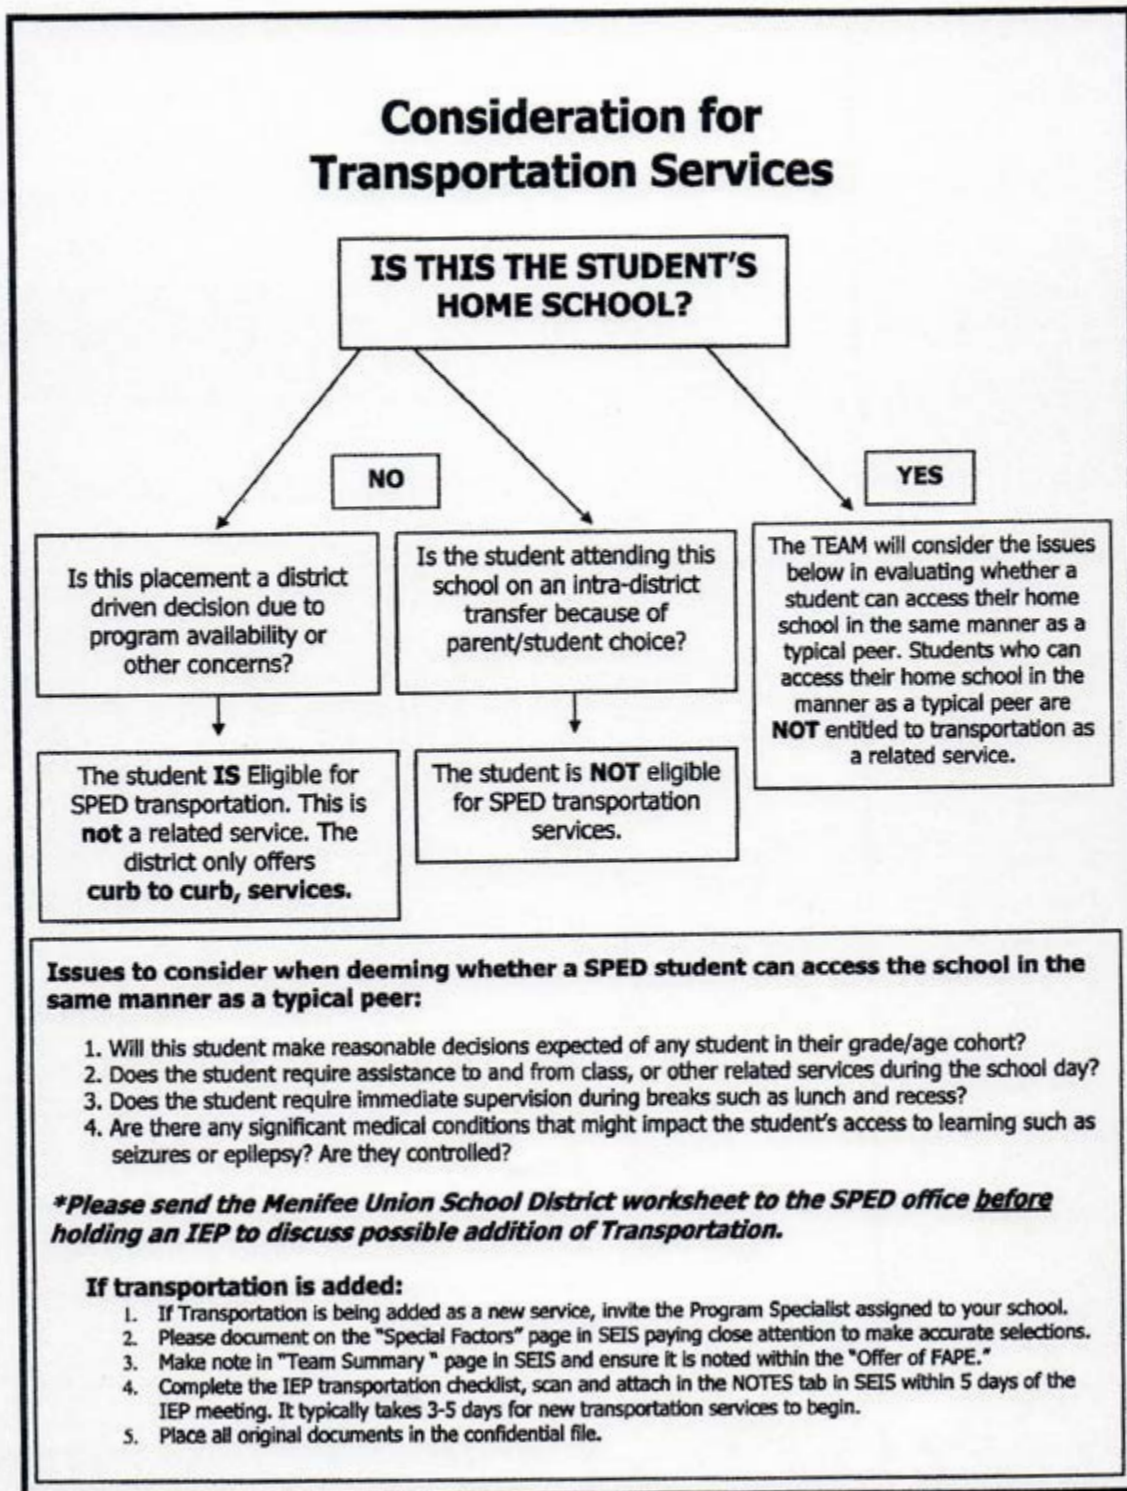 Consideration for
Transportation Services
IS THIS THE STUDENT'S
HOME SCHOOL?
NO
YES
Is this placement a district
driven decision due to
program availability or
other concerns?
Is the student attending this
school on an intra-district
transfer because of
parent/student choice?
The TEAM will consider the issues
below in evaluating whether a
student can access their home
school in the same manner as a
typical peer. Students who can
access their home school in the
manner as a typical peer are
NOT entitled to transportation as
a related service.
The student IS Eligible for
SPED transportation. This is
not a related service. The
district only offers
curb to curb, services.
The student is NOT eligible
for SPED transportation
services.
Issues to consider when deeming whether a SPED student can access the school in the
same manner as a typical peer:
1. Will this student make reasonable decisions expected of any student in their grade/age cohort?
2. Does the student require assistance to and from class, or other related services during the school day?
3. Does the student require immediate supervision during breaks such as lunch and recess?
4. Are there any significant medical conditions that might impact the student's access to learning such as
seizures or epilepsy? Are they controlled?
*Please send the Menifee Union School District worksheet to the SPED office before
holding an IEP to discuss possible addition of Transportation.
If transportation is added:
1. If Transportation is being added as a new service, invite the Program Specialist assigned to your school.
2. Please document on the "Special Factors" page in SEIS paying close attention to make accurate selections.
3. Make note in "Team Summary " page in SEIS and ensure it is noted within the "Offer of FAPE."
4. Complete the IEP transportation checklist, scan and attach in the NOTES tab in SEIS within 5 days of the
IEP meeting. It typically takes 3-5 days for new transportation services to begin.
5. Place all original documents in the confidential file.